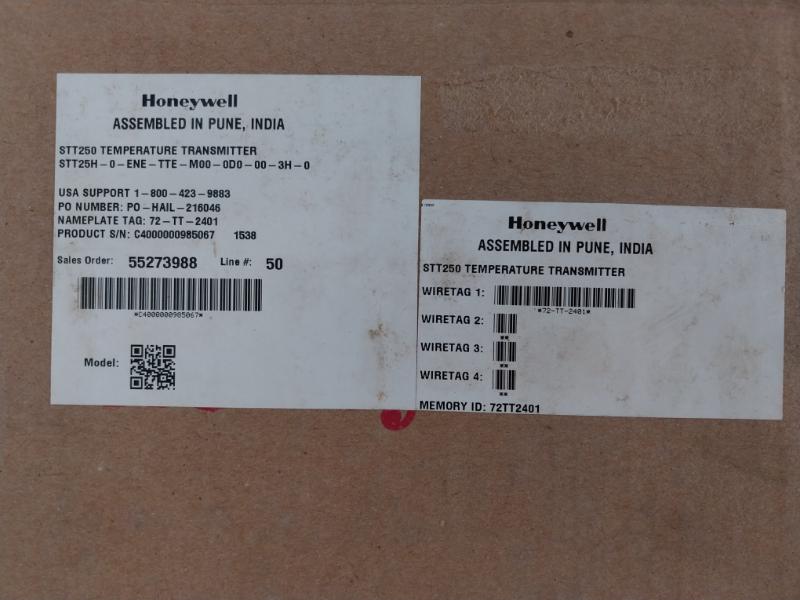 Honeywell
ASSEMBLED IN PUNE, INDIA
STT250 TEMPERATURE TRANSMITTER
STT25H-0-ENE-TTE-M00-0D0-00-3H-0
USA SUPPORT 1-800-423-9883
PO NUMBER: PO-HAIL-216046
NAMEPLATE TAG: 72-TT-2401
PRODUCT S/N: C4000000985067 1538
Sales Order: 55273988 Line #: 50
*C4000000985067*
Model:
Honeywell
ASSEMBLED IN PUNE, INDIA
STT250 TEMPERATURE TRANSMITTER
WIRETAG 1:
*72-TT-2401*
WIRETAG 2:
**
WIRETAG 3:
**
WIRETAG 4:
**
MEMORY ID: 72TT2401